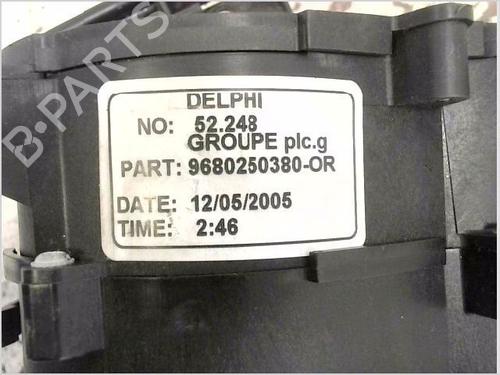 B-PARTS
DELPHI
NO: 52.248
GROUPE plc.g
PART: 9680250380-OR
DATE: 12/05/2005
TIME: 2:46